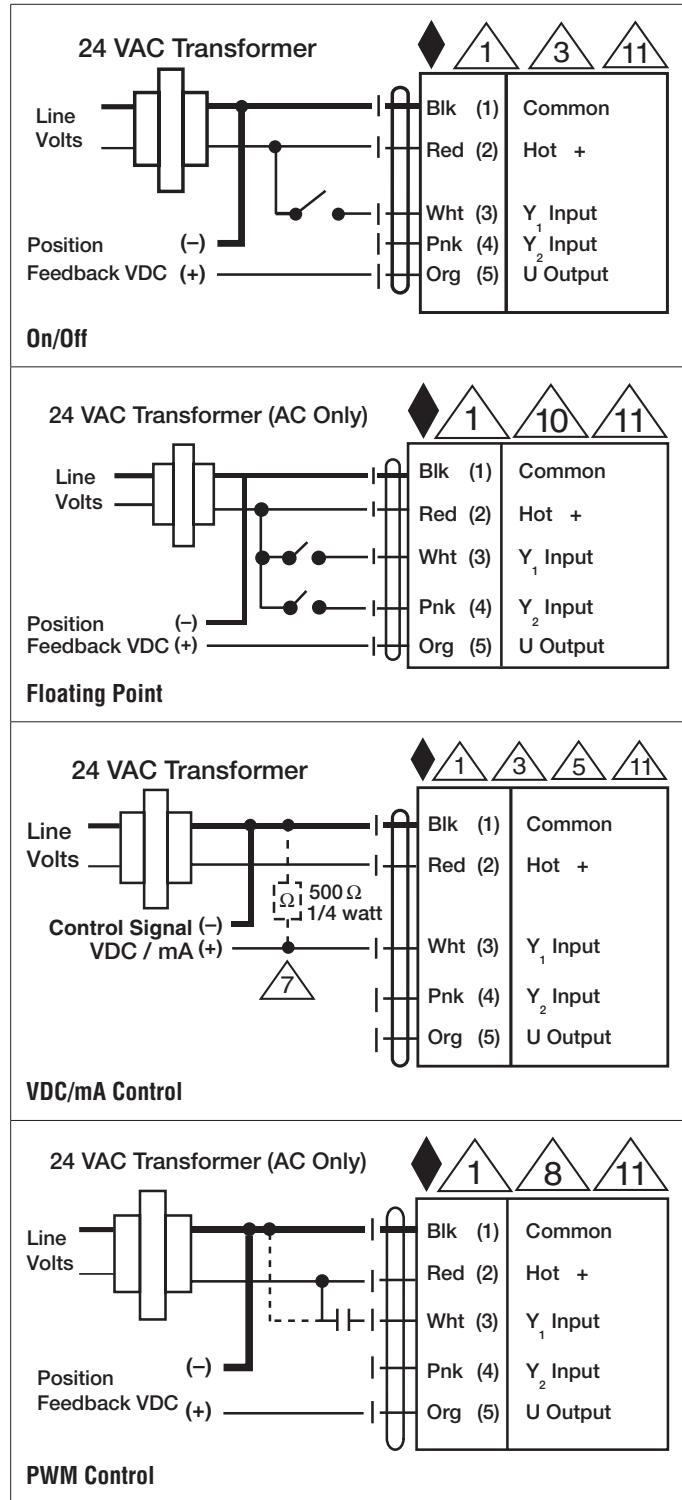 24 VAC Transformer
1 3 11
Line
Volts
Blk (1) Common
Red (2) Hot +
Wht (3) Y1 Input
Pnk (4) Y2 Input
Org (5) U Output
Position (–)
Feedback VDC (+)
On/Off
24 VAC Transformer (AC Only)
1 10 11
Line
Volts
Blk (1) Common
Red (2) Hot +
Wht (3) Y1 Input
Pnk (4) Y2 Input
Org (5) U Output
Position (–)
Feedback VDC (+)
Floating Point
24 VAC Transformer
1 3 5 11
Line
Volts
Blk (1) Common
Red (2) Hot +
Ω 500 Ω
1/4 watt
Control Signal (–)
VDC / mA (+)
7
Wht (3) Y1 Input
Pnk (4) Y2 Input
Org (5) U Output
VDC/mA Control
24 VAC Transformer (AC Only)
1 8 11
Line
Volts
Blk (1) Common
Red (2) Hot +
Wht (3) Y1 Input
Pnk (4) Y2 Input
Org (5) U Output
Position (–)
Feedback VDC (+)
PWM Control